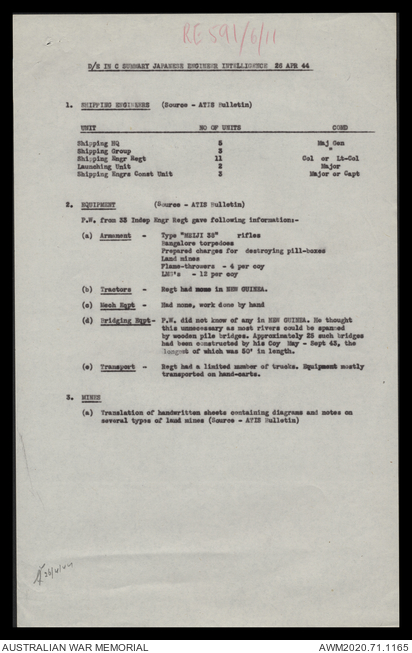 RE 591/6/11
D/E IN C SUMMARY JAPANESE ENGINEER INTELLIGENCE 26 APR 44
1. SHIPPING ENGINEERS (Source - ATIS Bulletin)
UNIT NO OF UNITS COMD
Shipping HQ 5 Maj Gen
Shipping Group 3 "
Shipping Engr Regt 11 Col or Lt-Col
Launching Unit 2 Major
Shipping Engrs Const Unit 3 Major or Capt
2. EQUIPMENT (Source - ATIS Bulletin)
P.W. from 33 Indep Engr Regt gave following information:-
(a) Armament - Type "MEIJI 38" rifles
Bangalore torpedoes
Prepared charges for destroying pill-boxes
Land mines
Flame-throwers - 4 per coy
LMG's - 12 per coy
(b) Tractors - Regt had none in NEW GUINEA.
(c) Mech Eqpt - Had none, work done by hand
(d) Bridging Eqpt- P.W. did not know of any in NEW GUINEA. He thought
this unnecessary as most rivers could be spanned
by wooden pile bridges. Approximately 25 such bridges
had been constructed by his Coy May - Sept 43, the
longest of which was 50' in length.
(e) Transport - Regt had a limited number of trucks. Equipment mostly
transported on hand-carts.
3. MINES
(a) Translation of handwritten sheets containing diagrams and notes on
several types of land mines (Source - ATIS Bulletin)
26/4/44
AUSTRALIAN WAR MEMORIAL AWM2020.71.1165